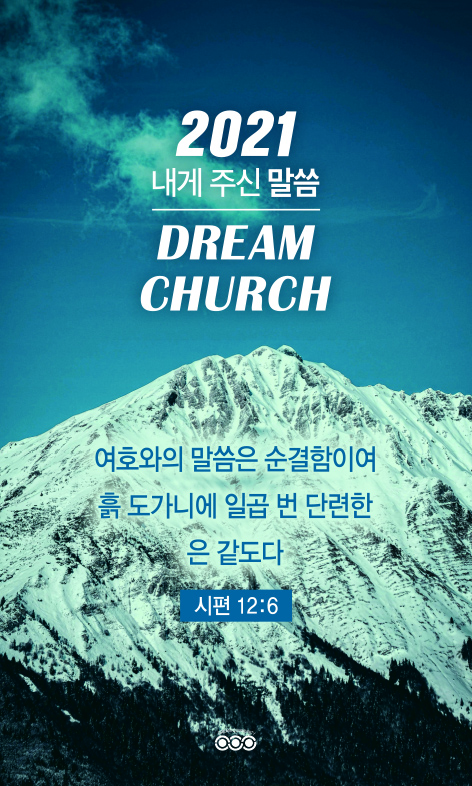 2021
내게 주신 말씀
DREAM
CHURCH
여호와의 말씀은 순결함이여
흙 도가니에 일곱 번 단련한
은 같도다
시편 12:6